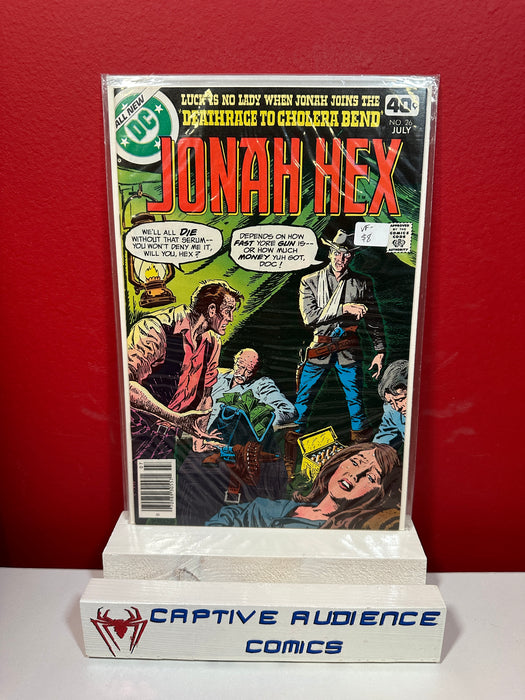 ALL NEW
DC
LUCK IS NO LADY WHEN JONAH JOINS THE
"DEATHRACE TO CHOLERA BEND"
40¢
NO. 26
JULY
JONAH HEX
APPROVED
BY THE
COMICS
CODE
AUTHORITY
VF-
WE'LL ALL DIE
WITHOUT THAT SERUM--
YOU WON'T DENY ME IT,
WILL YOU, HEX?
DEPENDS ON HOW
FAST YORE GUN IS--
OR HOW MUCH
MONEY YUH GOT,
DOC!
CAPTIVE AUDIENCE
COMICS